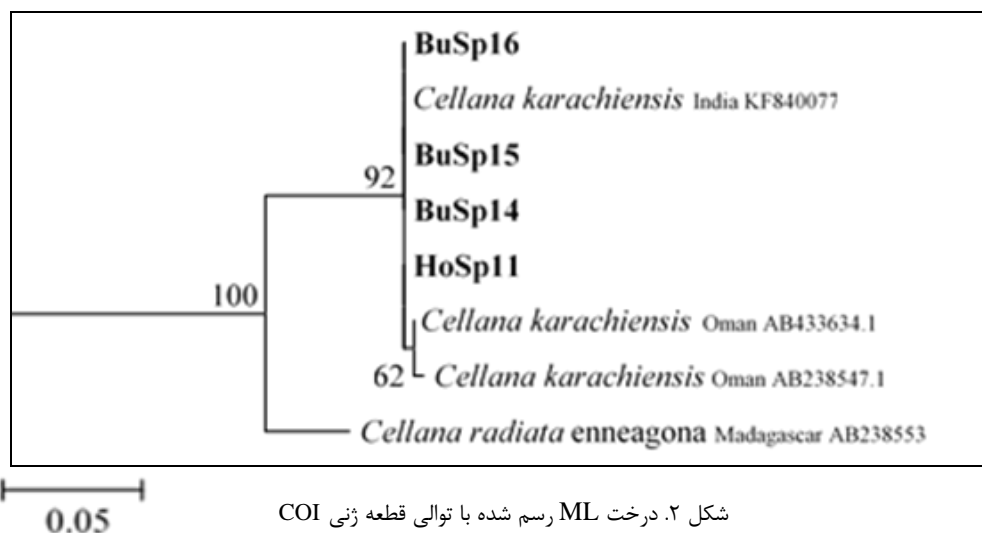 BuSp16
Cellana karachiensis India KF840077
BuSp15
92
BuSp14
HoSp11
100
Cellana karachiensis Oman AB433634.1
62 Cellana karachiensis Oman AB238547.1
Cellana radiata enneagona Madagascar AB238553
0.05
شکل ۲. درخت ML رسم شده با توالی قطعه ژنی COI